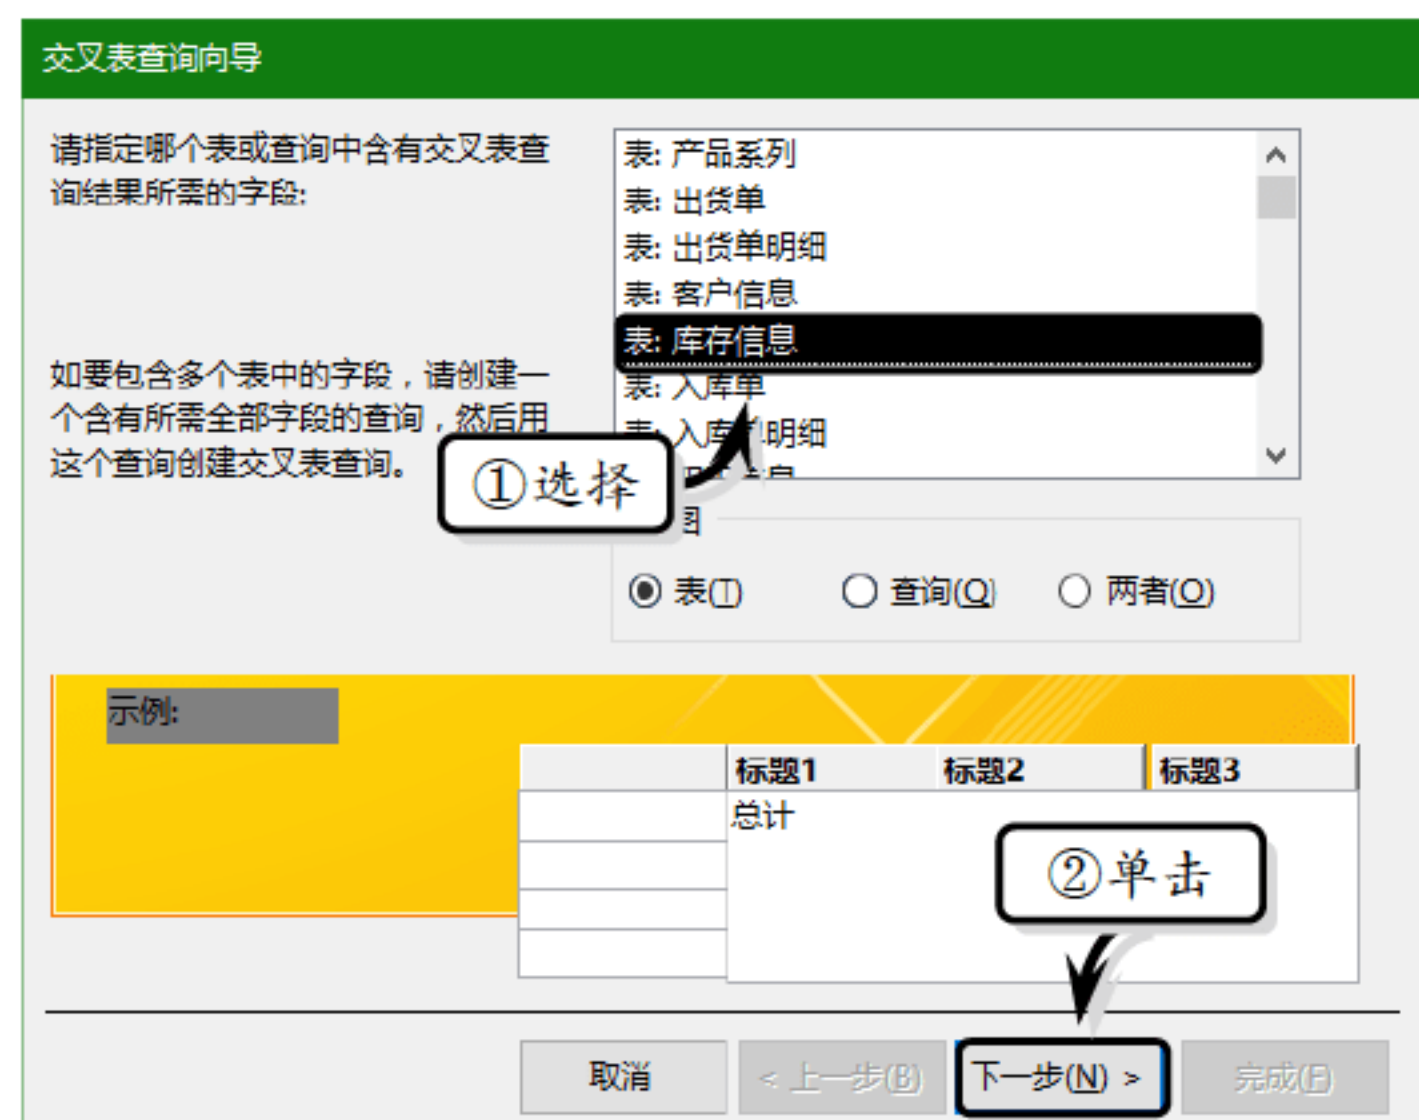 交叉表查询向导
请指定哪个表或查询中含有交叉表查
询结果所需的字段:
表: 产品系列
表: 出货单
表: 出货单明细
表: 客户信息
表: 库存信息
表: 入库单
表: 入库单明细
如要包含多个表中的字段，请创建一
个含有所需全部字段的查询，然后用
这个查询创建交叉表查询。
①选择
图
表(T)
查询(Q)
两者(O)
示例:
标题1 标题2 标题3
总计
②单击
取消
< 上一步(B)
下一步(N) >
完成(F)